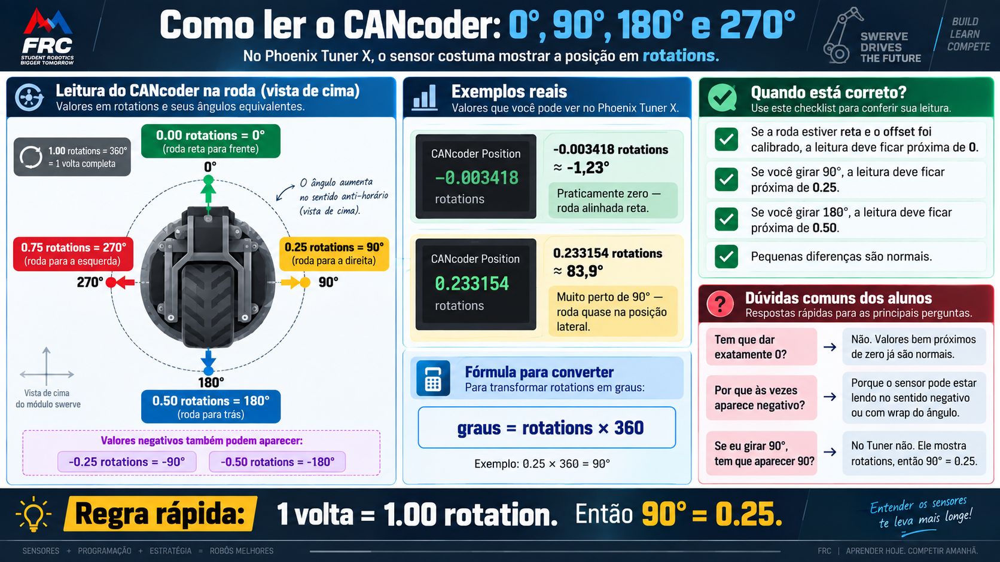 FRC
STUDENT ROBOTICS
BIGGER TOMORROW
Como ler o CANcoder: 0°, 90°, 180° e 270°
No Phoenix Tuner X, o sensor costuma mostrar a posição em rotations.
SWERVE
DRIVES
THE FUTURE
BUILD
LEARN
COMPETE
Leitura do CANcoder na roda (vista de cima)
Valores em rotations e seus ângulos equivalentes.
1.00 rotations = 360°
= 1 volta completa
0.00 rotations = 0°
(roda reta para frente)
0°
O ângulo aumenta
no sentido anti-horário
(vista de cima).
0.75 rotations = 270°
(roda para a esquerda)
270°
0.25 rotations = 90°
(roda para a direita)
90°
180°
0.50 rotations = 180°
(roda para trás)
Vista de cima
do módulo swerve
Valores negativos também podem aparecer:
-0.25 rotations = -90°
-0.50 rotations = -180°
Exemplos reais
Valores que você pode ver no Phoenix Tuner X.
CANcoder Position
-0.003418
rotations
-0.003418 rotations
≈ -1,23°
Praticamente zero —
roda alinhada reta.
CANcoder Position
0.233154
rotations
0.233154 rotations
≈ 83,9°
Muito perto de 90° —
roda quase na posição
lateral.
Fórmula para converter
Para transformar rotations em graus:
graus = rotations × 360
Exemplo: 0.25 × 360 = 90°
Quando está correto?
Use este checklist para conferir sua leitura.
Se a roda estiver reta e o offset foi
calibrado, a leitura deve ficar próxima de 0.
Se você girar 90°, a leitura deve ficar
próxima de 0.25.
Se você girar 180°, a leitura deve ficar
próxima de 0.50.
Pequenas diferenças são normais.
?
Dúvidas comuns dos alunos
Respostas rápidas para as principais perguntas.
Tem que dar
exatamente 0?
Não. Valores bem próximos
de zero já são normais.
Por que às vezes
aparece negativo?
Porque o sensor pode estar
lendo no sentido negativo
ou com wrap do ângulo.
Se eu girar 90°,
tem que aparecer 90?
No Tuner não. Ele mostra
rotations, então 90° = 0.25.
Regra rápida: 1 volta = 1.00 rotation. Então 90° = 0.25.
Entender os sensores
te leva mais longe!
SENSORES + PROGRAMAÇÃO + ESTRATÉGIA = ROBÔS MELHORES
FRC | APRENDER HOJE. COMPETIR AMANHÃ.